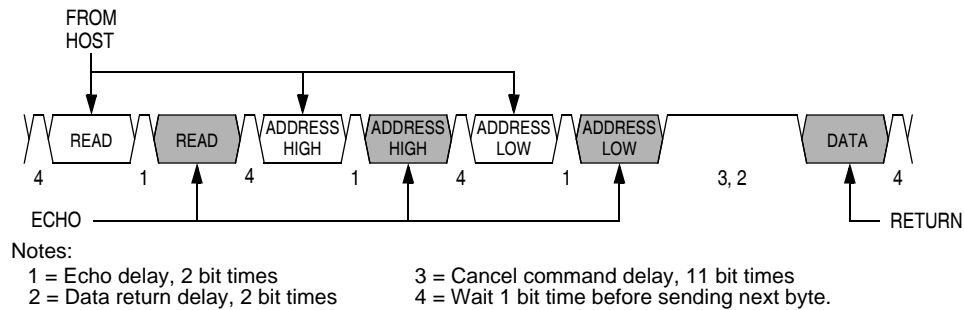 FROM
HOST
READ
READ
ADDRESS
HIGH
ADDRESS
HIGH
ADDRESS
LOW
ADDRESS
LOW
DATA
4 1 4 1 4 1 3, 2 4
ECHO
RETURN
Notes:
1 = Echo delay, 2 bit times
2 = Data return delay, 2 bit times
3 = Cancel command delay, 11 bit times
4 = Wait 1 bit time before sending next byte.